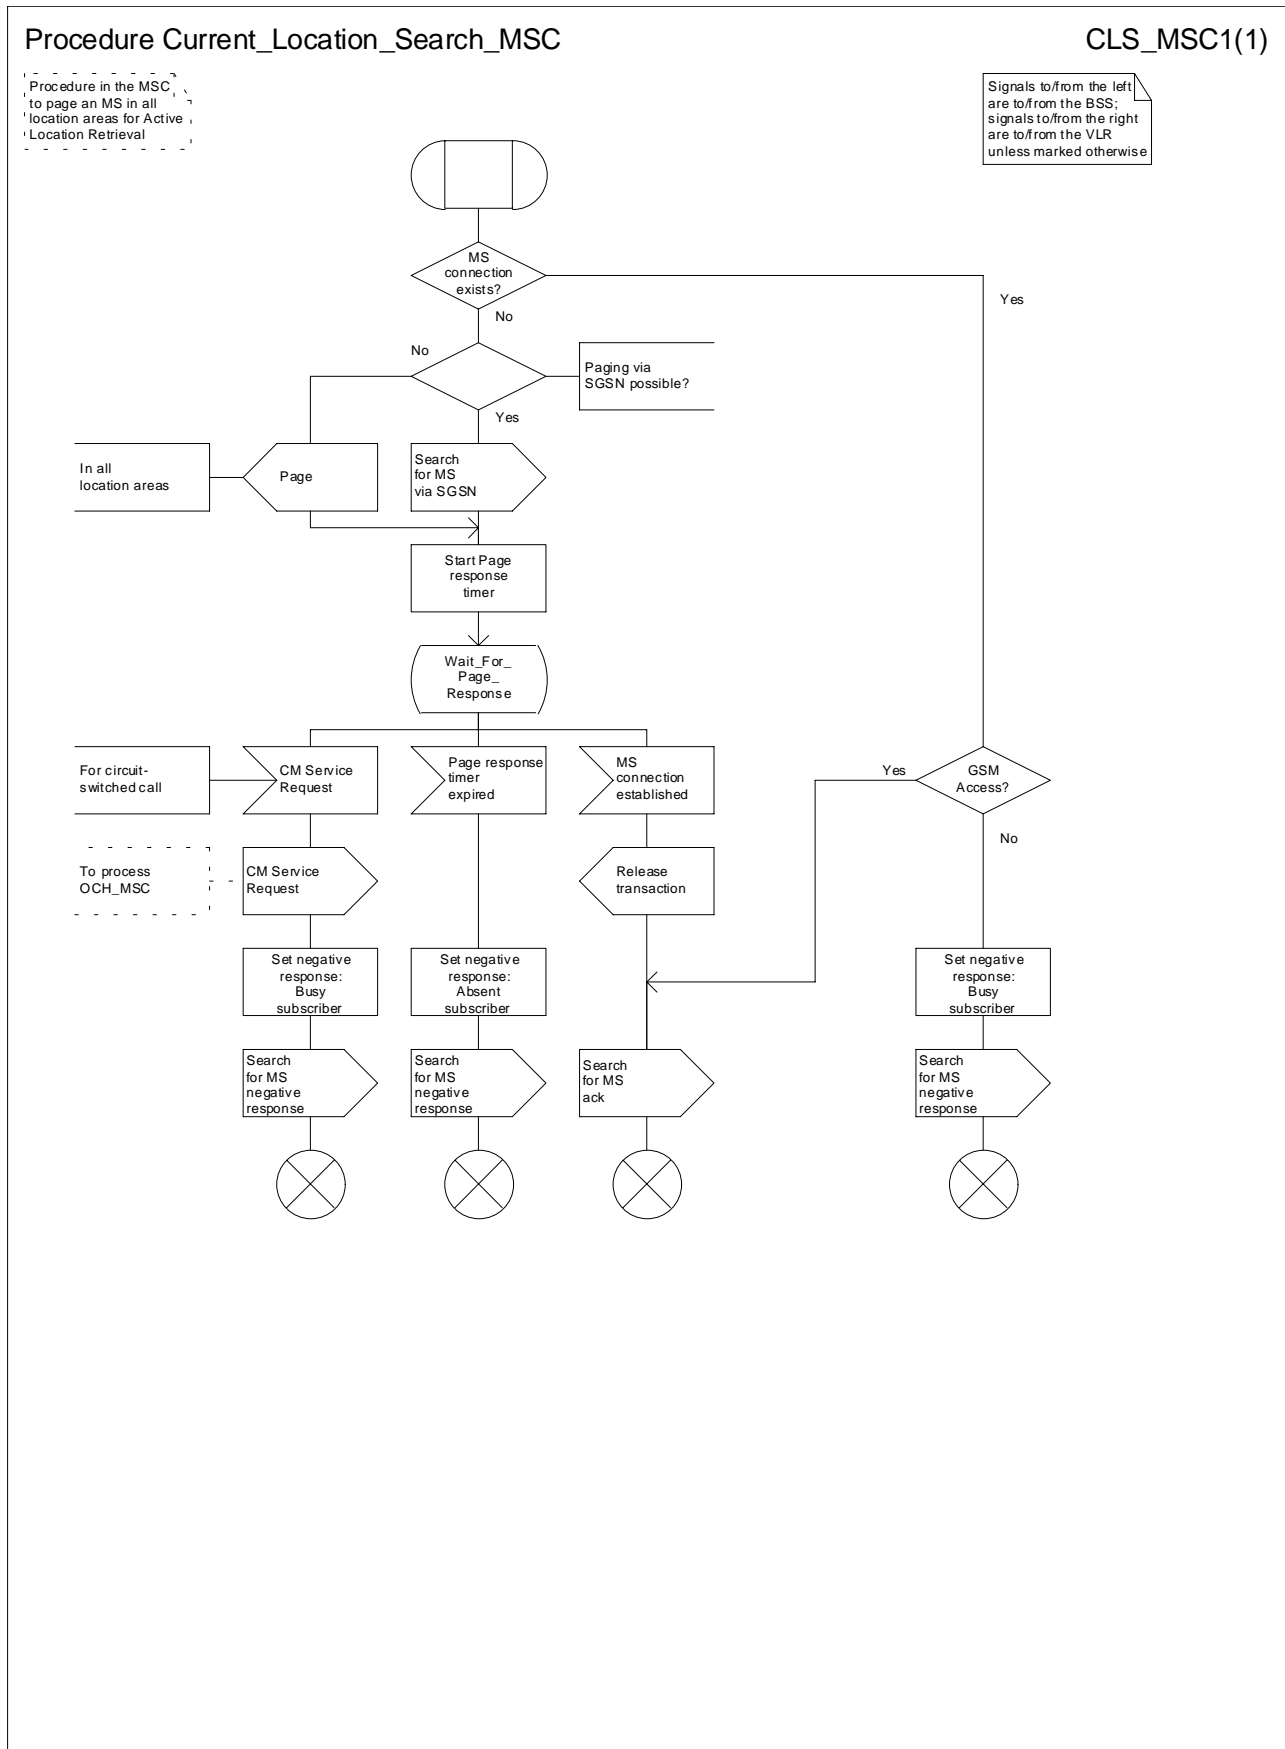 Procedure Current_Location_Search_MSC
CLS_MSC1(1)
Procedure in the MSC
to page an MS in all
location areas for Active
Location Retrieval
Signals to/from the left
are to/from the BSS;
signals to/from the right
are to/from the VLR
unless marked otherwise
MS
connection
exists?
Yes
No
No
Paging via
SGSN possible?
Yes
In all
location areas
Page
Search
for MS
via SGSN
Start Page
response
timer
Wait_For_
Page_
Response
For circuit-
switched call
CM Service
Request
Page response
timer
expired
MS
connection
established
Yes
GSM
Access?
No
To process
OCH_MSC
CM Service
Request
Release
transaction
Set negative
response:
Busy
subscriber
Set negative
response:
Absent
subscriber
Set negative
response:
Busy
subscriber
Search
for MS
negative
response
Search
for MS
negative
response
Search
for MS
ack
Search
for MS
negative
response